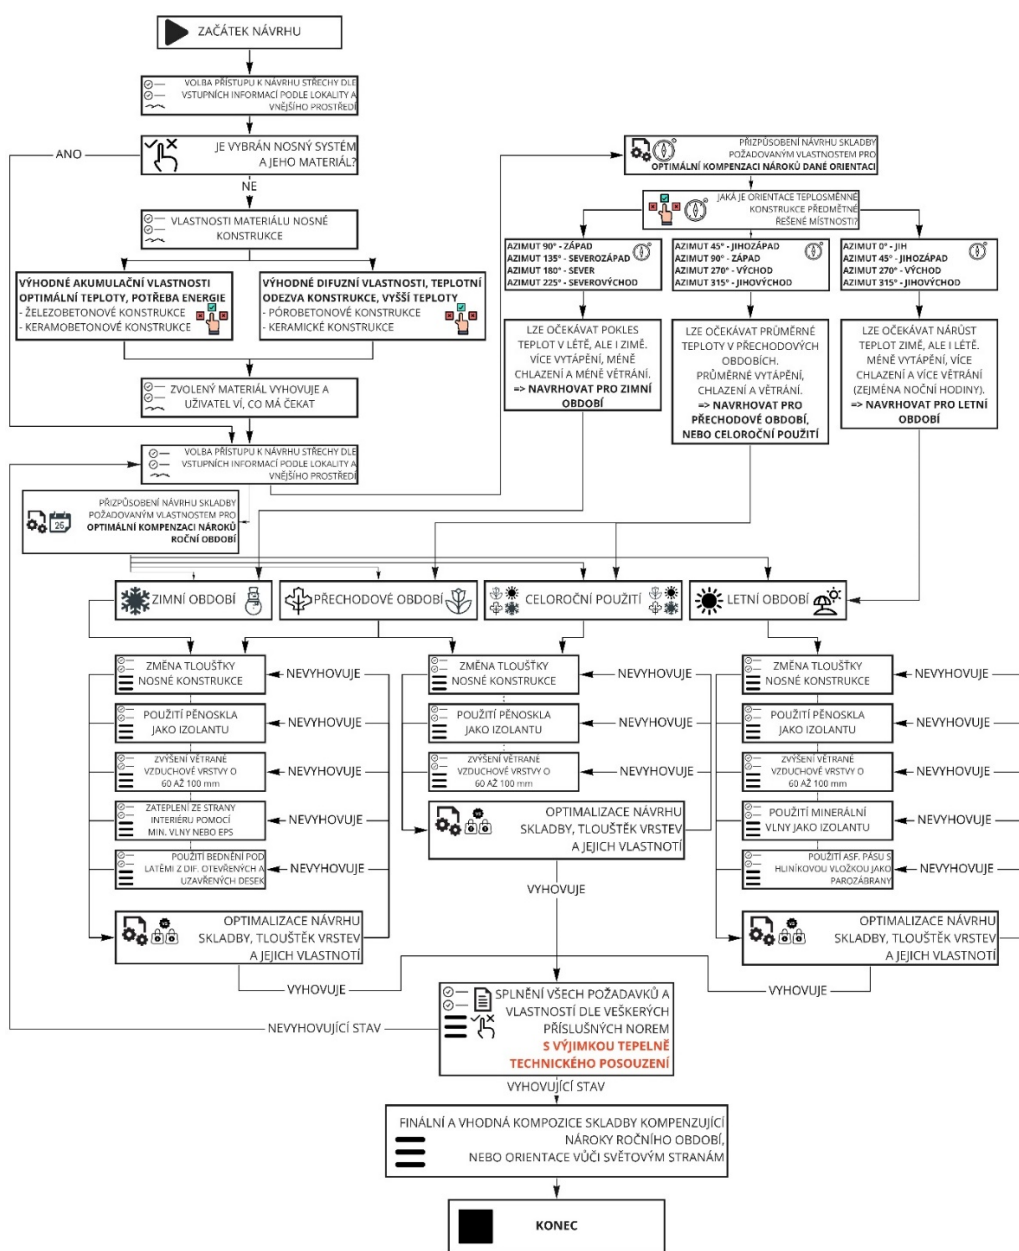 ZAČÁTEK NÁVRHU
VOLBA PŘÍSTUPU K NÁVRHU STŘECHY DLE
VSTUPNÍCH INFORMACÍ PODLE LOKALITY A
VNĚJŠÍHO PROSTŘEDÍ
ANO
JE VYBRÁN NOSNÝ SYSTÉM
A JEHO MATERIÁL?
NE
VLASTNOSTI MATERIÁLU NOSNÉ
KONSTRUKCE
VÝHODNÉ AKUMULAČNÍ VLASTNOSTI
OPTIMÁLNÍ TEPLOTY, POTŘEBA ENERGIE
- ŽELEZOBETONOVÉ KONSTRUKCE
- KERAMOBETONOVÉ KONSTRUKCE
VÝHODNÉ DIFUZNÍ VLASTNOSTI, TEPLOTNÍ
ODEZVA KONSTRUKCE, VYŠŠÍ TEPLOTY
- PÓROBETONOVÉ KONSTRUKCE
- KERAMICKÉ KONSTRUKCE
ZVOLENÝ MATERIÁL VYHOVUJE A
UŽIVATEL VÍ, CO MÁ ČEKAT
VOLBA PŘÍSTUPU K NÁVRHU STŘECHY DLE
VSTUPNÍCH INFORMACÍ PODLE LOKALITY A
VNĚJŠÍHO PROSTŘEDÍ
PŘIZPŮSOBENÍ NÁVRHU SKLADBY
POŽADOVANÝM VLASTNOSTEM PRO
OPTIMÁLNÍ KOMPENZACI NÁROKŮ
ROČNÍ OBDOBÍ
26
PŘIZPŮSOBENÍ NÁVRHU SKLADBY
POŽADOVANÝM VLASTNOSTEM PRO
OPTIMÁLNÍ KOMPENZACI NÁROKŮ DANÉ ORIENTACI
JAKÁ JE ORIENTACE TEPLOSMĚNNÉ
KONSTRUKCE PŘEDMĚTNÉ
ŘEŠENÉ MÍSTNOSTI?
AZIMUT 90° - ZÁPAD
AZIMUT 135° - SEVEROZÁPAD
AZIMUT 180° - SEVER
AZIMUT 225° - SEVEROVÝCHOD
AZIMUT 45° - JIHOZÁPAD
AZIMUT 90° - ZÁPAD
AZIMUT 270° - VÝCHOD
AZIMUT 315° - JIHOVÝCHOD
AZIMUT 0° - JIH
AZIMUT 45° - JIHOZÁPAD
AZIMUT 270° - VÝCHOD
AZIMUT 315° - JIHOVÝCHOD
LZE OČEKÁVAT POKLES
TEPLOT V LÉTĚ, ALE I ZIMĚ.
VÍCE VYTÁPĚNÍ, MÉNĚ
CHLAZENÍ A MÉNĚ VĚTRÁNÍ.
=> NAVRHOVAT PRO ZIMNÍ
OBDOBÍ
LZE OČEKÁVAT PRŮMĚRNÉ
TEPLOTY V PŘECHODOVÝCH
OBDOBÍCH.
PRŮMĚRNÉ VYTÁPĚNÍ,
CHLAZENÍ A VĚTRÁNÍ.
=> NAVRHOVAT PRO
PŘECHODOVÉ OBDOBÍ,
NEBO CELOROČNÍ POUŽITÍ
LZE OČEKÁVAT NÁRŮST
TEPLOT ZIMĚ, ALE I LÉTĚ.
MÉNĚ VYTÁPĚNÍ, VÍCE
CHLAZENÍ A VÍCE VĚTRÁNÍ
(ZEJMÉNA NOČNÍ HODINY).
=> NAVRHOVAT PRO LETNÍ
OBDOBÍ
ZIMNÍ OBDOBÍ
PŘECHODOVÉ OBDOBÍ
CELOROČNÍ POUŽITÍ
LETNÍ OBDOBÍ
ZMĚNA TLOUŠŤKY
NOSNÉ KONSTRUKCE
NEVYHOVUJE
POUŽITÍ PĚNOSKLA
JAKO IZOLANTU
NEVYHOVUJE
ZVÝŠENÍ VĚTRANÉ
VZDUCHOVÉ VRSTVY O
60 AŽ 100 mm
NEVYHOVUJE
ZATEPLENÍ ZE STRANY
INTERIÉRU POMOCÍ
MIN. VLNY NEBO EPS
NEVYHOVUJE
POUŽITÍ BEDNĚNÍ POD
LATĚMI Z DIF. OTEVŘENÝCH A
UZAVŘENÝCH DESEK
NEVYHOVUJE
OPTIMALIZACE NÁVRHU
SKLADBY, TLOUŠTĚK VRSTEV
A JEJICH VLASTNOTÍ
VYHOVUJE
ZMĚNA TLOUŠŤKY
NOSNÉ KONSTRUKCE
NEVYHOVUJE
POUŽITÍ PĚNOSKLA
JAKO IZOLANTU
NEVYHOVUJE
ZVÝŠENÍ VĚTRANÉ
VZDUCHOVÉ VRSTVY O
60 AŽ 100 mm
NEVYHOVUJE
OPTIMALIZACE NÁVRHU
SKLADBY, TLOUŠTĚK VRSTEV
A JEJICH VLASTNOTÍ
VYHOVUJE
ZMĚNA TLOUŠŤKY
NOSNÉ KONSTRUKCE
NEVYHOVUJE
POUŽITÍ PĚNOSKLA
JAKO IZOLANTU
NEVYHOVUJE
ZVÝŠENÍ VĚTRANÉ
VZDUCHOVÉ VRSTVY O
60 AŽ 100 mm
NEVYHOVUJE
POUŽITÍ MINERÁLNÍ
VLNY JAKO IZOLANTU
NEVYHOVUJE
POUŽITÍ ASF. PÁSU S
HLINÍKOVOU VLOŽKOU JAKO
PAROZÁBRANY
NEVYHOVUJE
OPTIMALIZACE NÁVRHU
SKLADBY, TLOUŠTĚK VRSTEV
A JEJICH VLASTNOTÍ
VYHOVUJE
SPLNĚNÍ VŠECH POŽADAVKŮ A
VLASTNOSTÍ DLE VEŠKERÝCH
PŘÍSLUŠNÝCH NOREM
S VÝJIMKOU TEPELNĚ
TECHNICKÉHO POSOUZENÍ
NEVYHOVUJÍCÍ STAV
VYHOVUJÍCÍ STAV
FINÁLNÍ A VHODNÁ KOMPOZICE SKLADBY KOMPENZUJÍCÍ
NÁROKY ROČNÍHO OBDOBÍ,
NEBO ORIENTACE VŮČI SVĚTOVÝM STRANÁM
KONEC